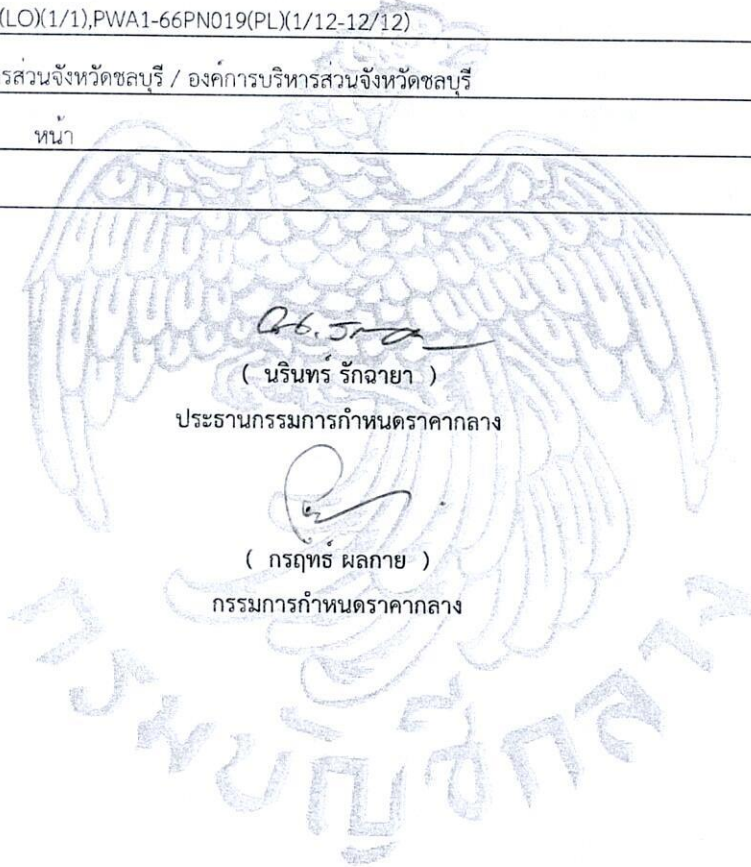 (LO)(1/1),PWA1-66PN019(PL)(1/12-12/12)
รส่วนจังหวัดชลบุรี / องค์การบริหารส่วนจังหวัดชลบุรี
หน้า
( นรินทร์ รักฉายา )
ประธานกรรมการกำหนดราคากลาง
( กรฤทธ์ ผลกาย )
กรรมการกำหนดราคากลาง
กรมบัญชีกลาง